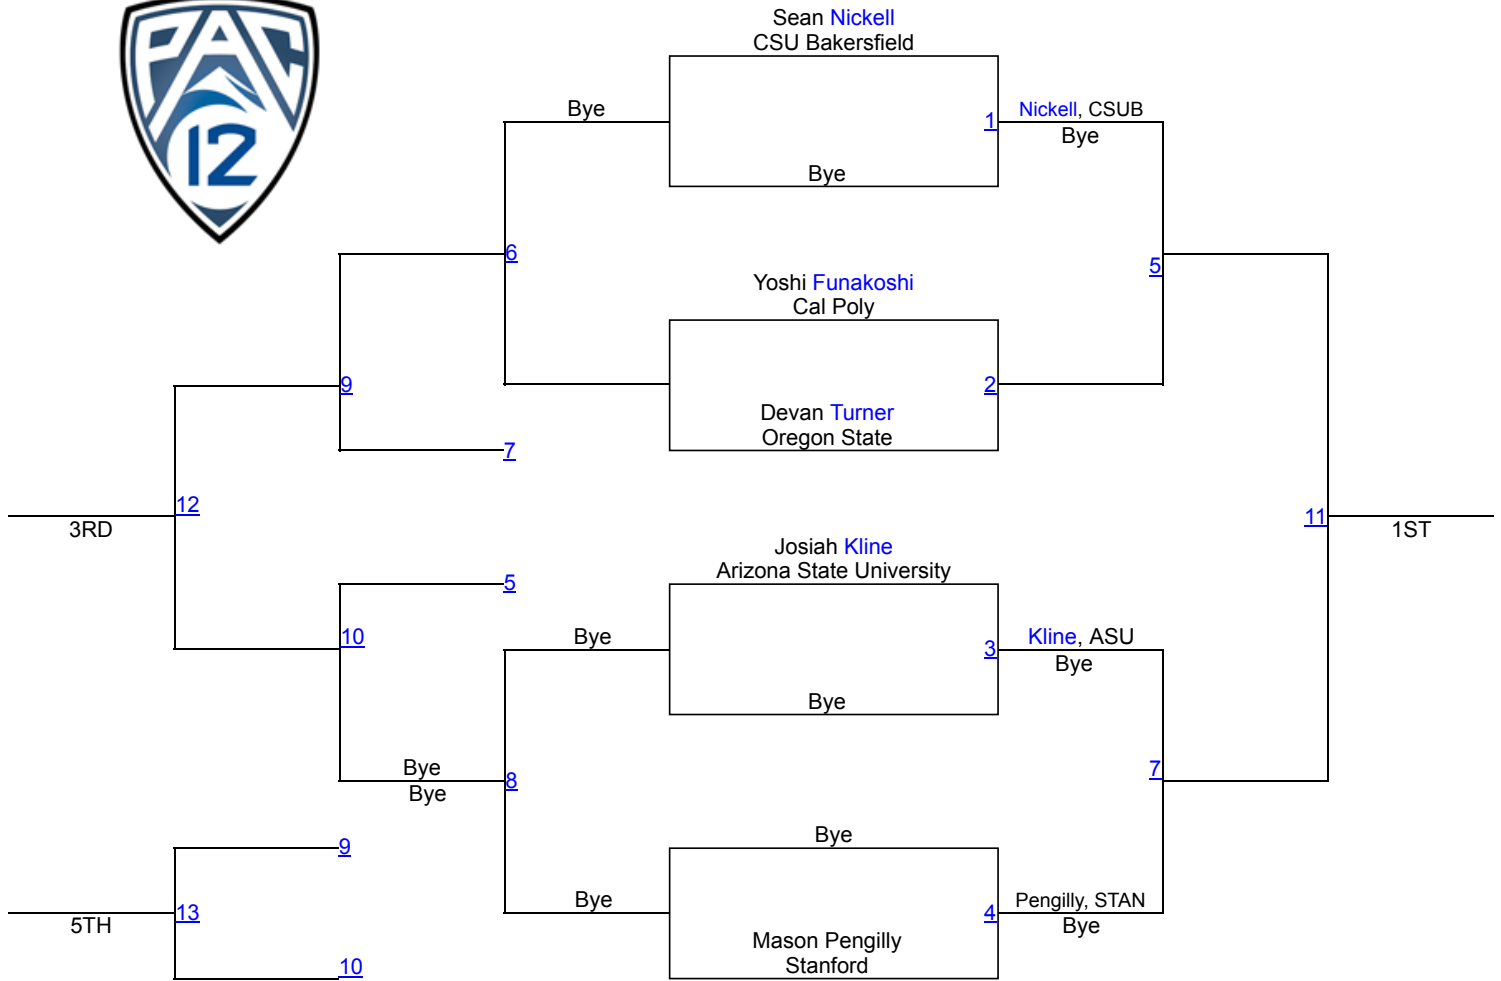 PAC
12
Sean Nickell
CSU Bakersfield
Bye
1
Nickell, CSUB
Bye
Bye
6
5
Yoshi Funakoshi
Cal Poly
9
2
Devan Turner
Oregon State
7
12
3RD
11
1ST
Josiah Kline
Arizona State University
5
10
Bye
3
Kline, ASU
Bye
Bye
Bye
Bye
8
7
Bye
9
Bye
4
Pengilly, STAN
Bye
13
5TH
Mason Pengilly
Stanford
10